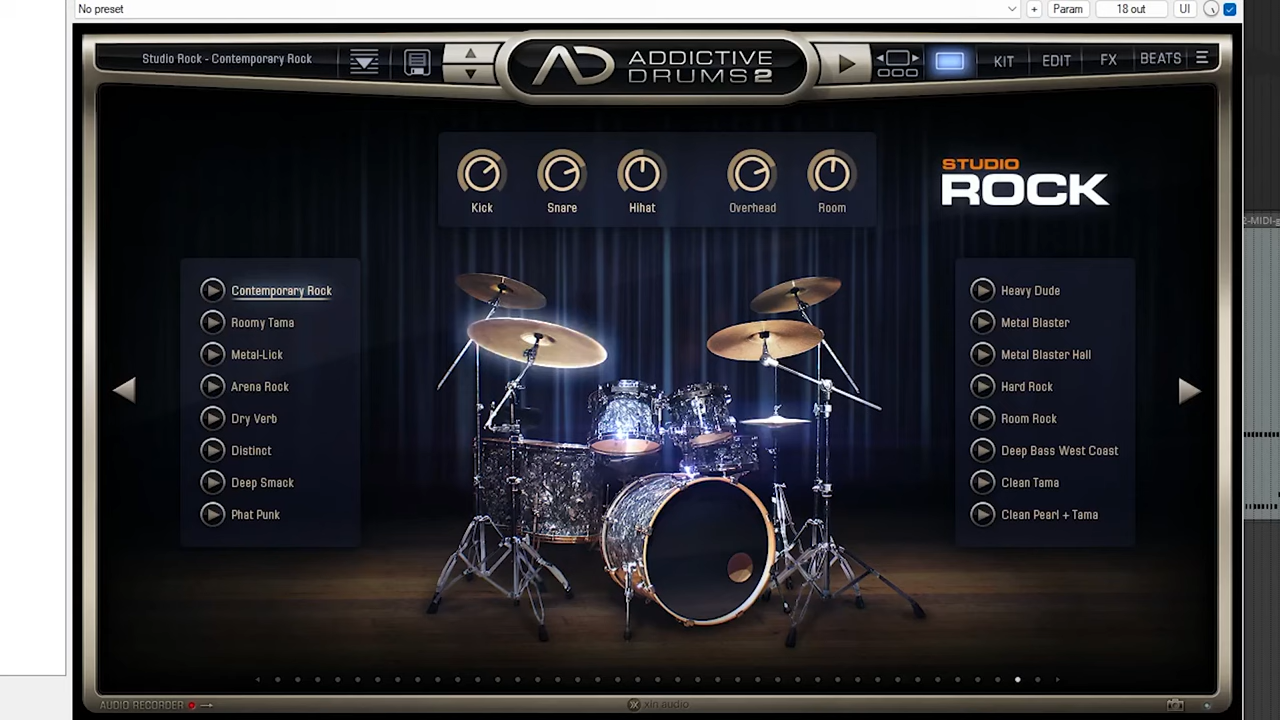 No preset
+
Param
18 out
UI
Studio Rock - Contemporary Rock
ADDICTIVE
DRUMS 2
KIT
EDIT
FX
BEATS
Kick
Snare
Hihat
Overhead
Room
STUDIO
ROCK
2-MIDI-
Contemporary Rock
Roomy Tama
Metal-Lick
Arena Rock
Dry Verb
Distinct
Deep Smack
Phat Punk
Heavy Dude
Metal Blaster
Metal Blaster Hall
Hard Rock
Room Rock
Deep Bass West Coast
Clean Tama
Clean Pearl + Tama
AUDIO RECORDER
xln audio